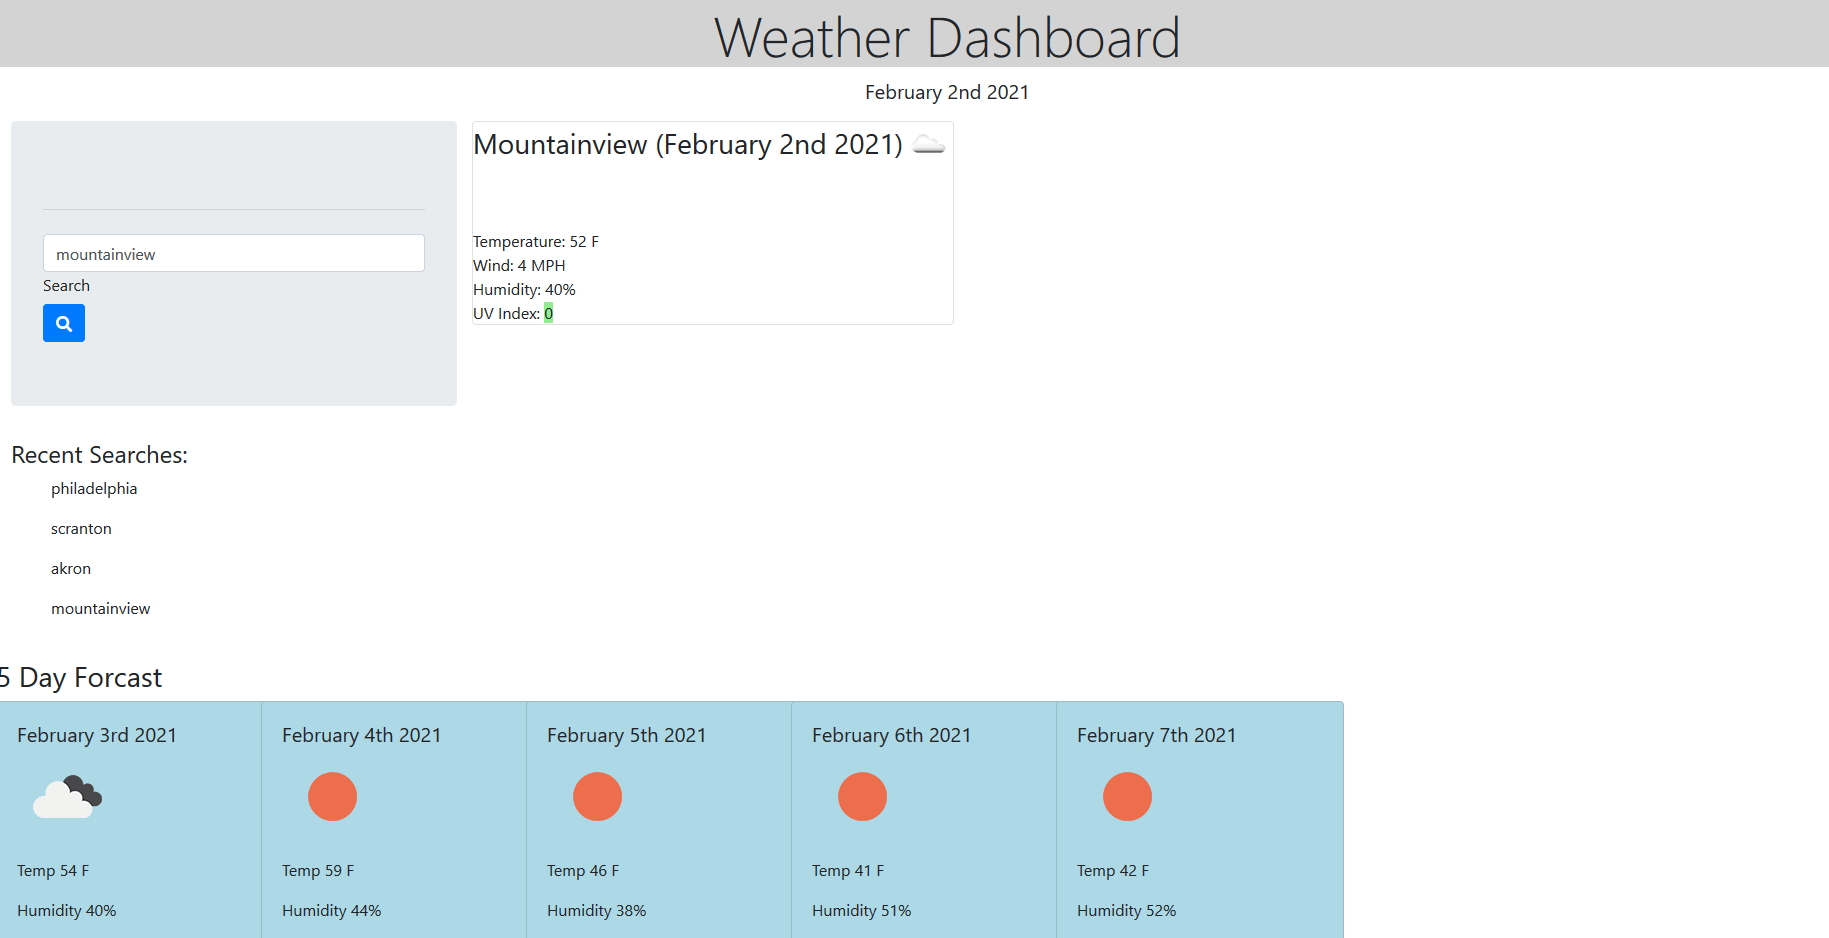 Weather Dashboard
February 2nd 2021
mountainview
Search
Mountainview (February 2nd 2021)
Temperature: 52 F
Wind: 4 MPH
Humidity: 40%
UV Index: 0
Recent Searches:
philadelphia
scranton
akron
mountainview
5 Day Forcast
February 3rd 2021
Temp 54 F
Humidity 40%
February 4th 2021
Temp 59 F
Humidity 44%
February 5th 2021
Temp 46 F
Humidity 38%
February 6th 2021
Temp 41 F
Humidity 51%
February 7th 2021
Temp 42 F
Humidity 52%